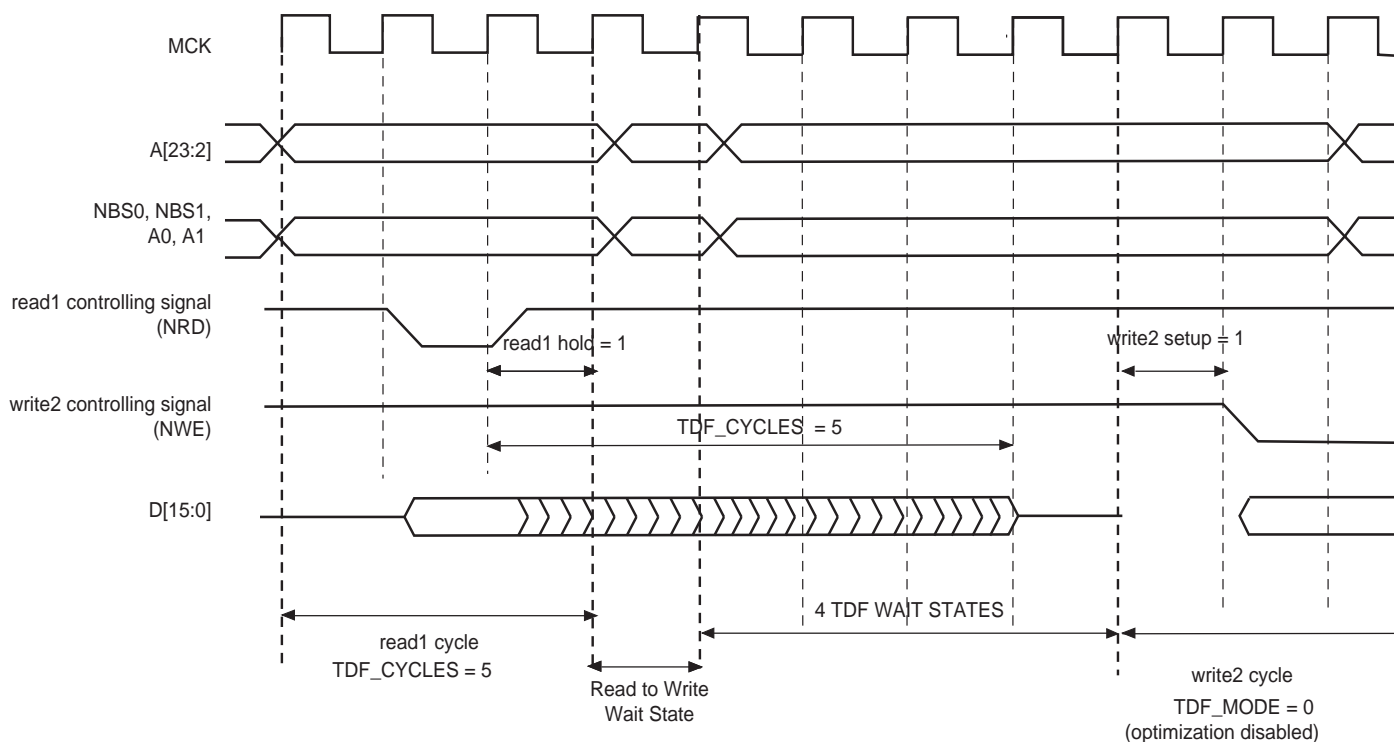 MCK
A[23:2]
NBS0, NBS1,
A0, A1
read1 controlling signal
(NRD)
read1 hold = 1
write2 setup = 1
write2 controlling signal
(NWE)
TDF_CYCLES = 5
D[15:0]
4 TDF WAIT STATES
read1 cycle
TDF_CYCLES = 5
Read to Write
Wait State
write2 cycle
TDF_MODE = 0
(optimization disabled)